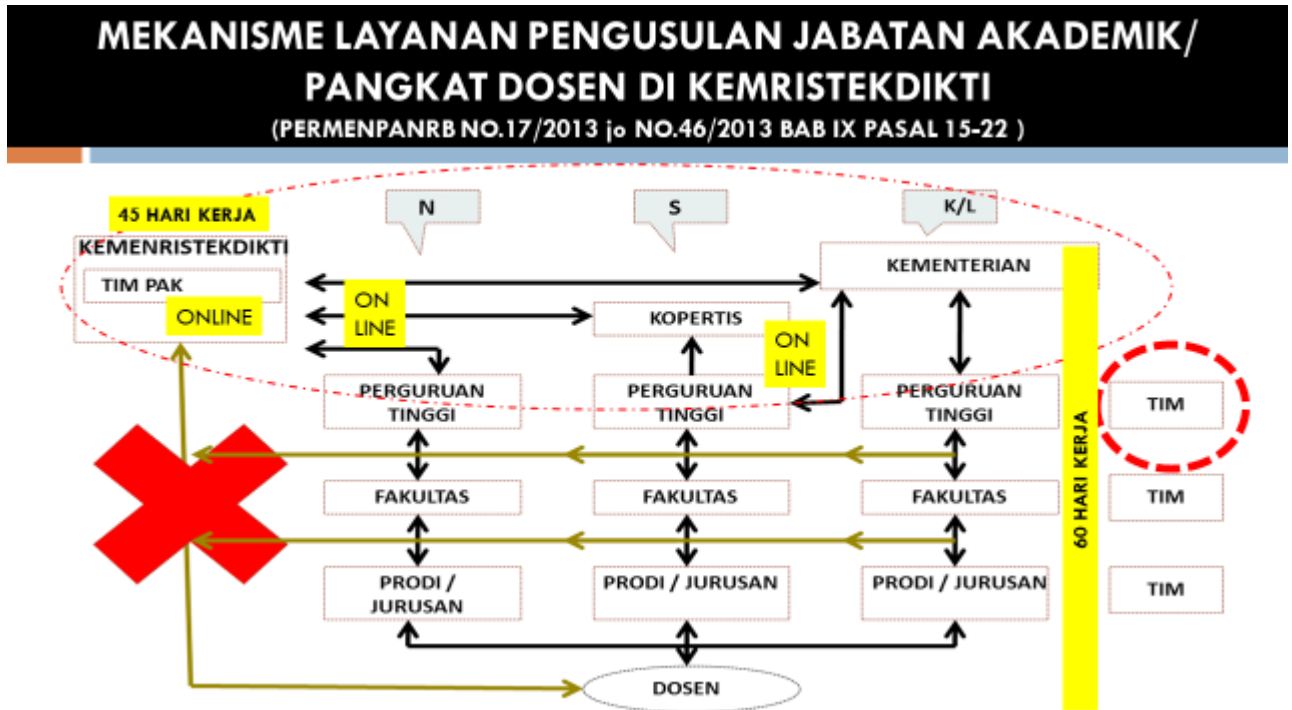 MEKANISME LAYANAN PENGUSULAN JABATAN AKADEMIK/
PANGKAT DOSEN DI KEMRISTEKDIKTI
(PERMENPANRB NO.17/2013 jo NO.46/2013 BAB IX PASAL 15-22 )
45 HARI KERJA
N
S
K/L
KEMENRISTEKDIKTI
TIM PAK
ONLINE
ON
LINE
KEMENTERIAN
KOPERTIS
ON
LINE
PERGURUAN
TINGGI
PERGURUAN
TINGGI
PERGURUAN
TINGGI
TIM
60 HARI KERJA
FAKULTAS
FAKULTAS
FAKULTAS
TIM
PRODI /
JURUSAN
PRODI / JURUSAN
PRODI / JURUSAN
TIM
DOSEN